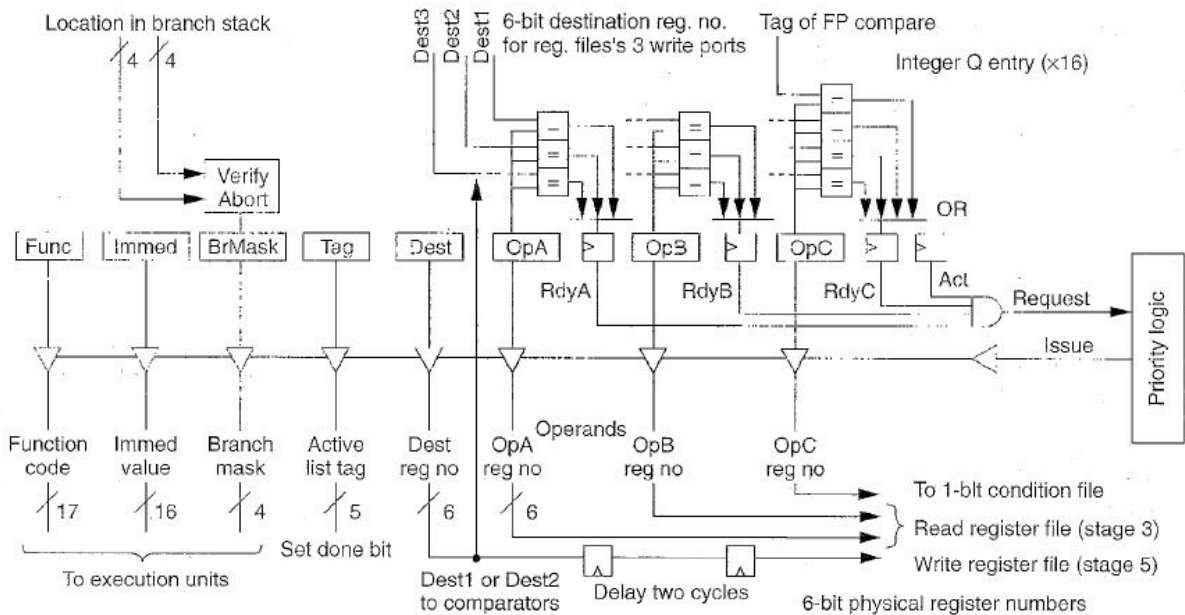 Location in branch stack
4
4
Dest3
Dest2
Dest1
6-bit destination reg. no.
for reg. files's 3 write ports
Tag of FP compare
Integer Q entry (×16)
=
=
=
=
=
=
=
=
=
=
Verify
Abort
OR
Func
Immed
BrMask
Tag
Dest
OpA
OpB
OpC
RdyA
RdyB
RdyC
Act
Request
Issue
Priority logic
Operands
Function
code
Immed
value
Branch
mask
Active
list tag
Dest
reg no
OpA
reg no
OpB
reg no
OpC
reg no
17
16
4
5
6
6
To 1-bit condition file
Read register file (stage 3)
Write register file (stage 5)
Set done bit
To execution units
Dest1 or Dest2
to comparators
Delay two cycles
6-bit physical register numbers